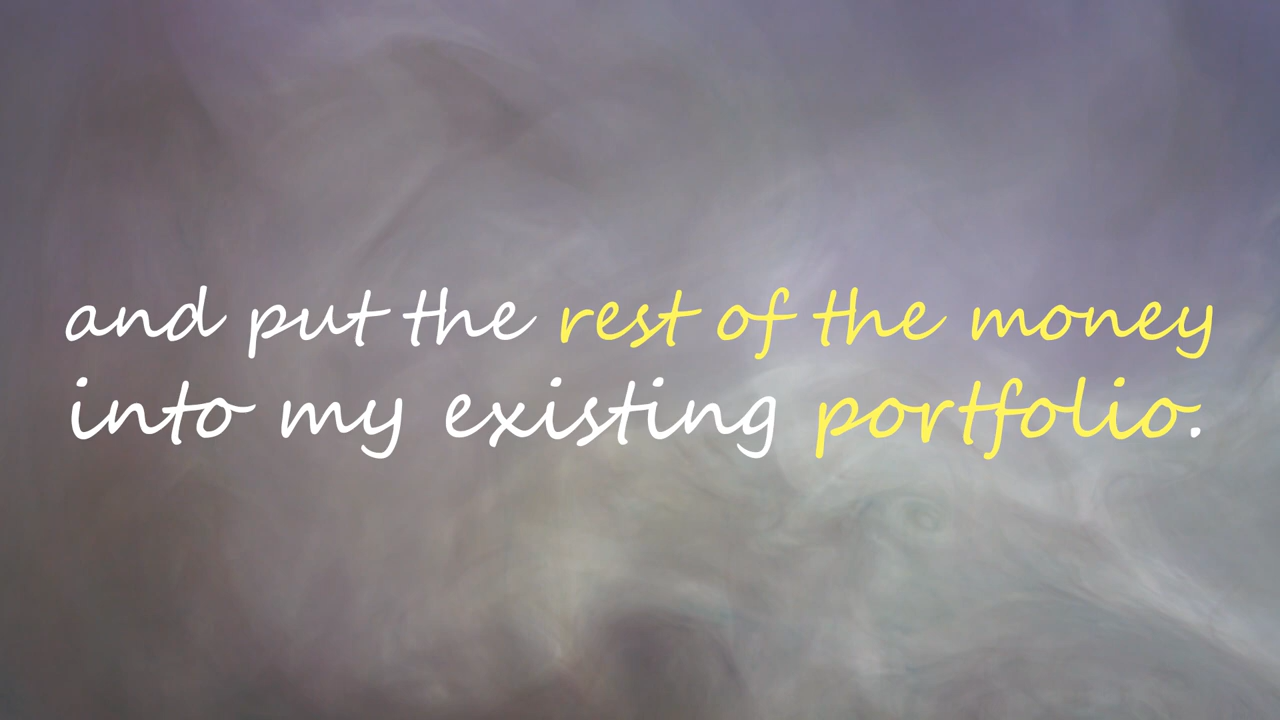 and put the rest of the money
into my existing portfolio.